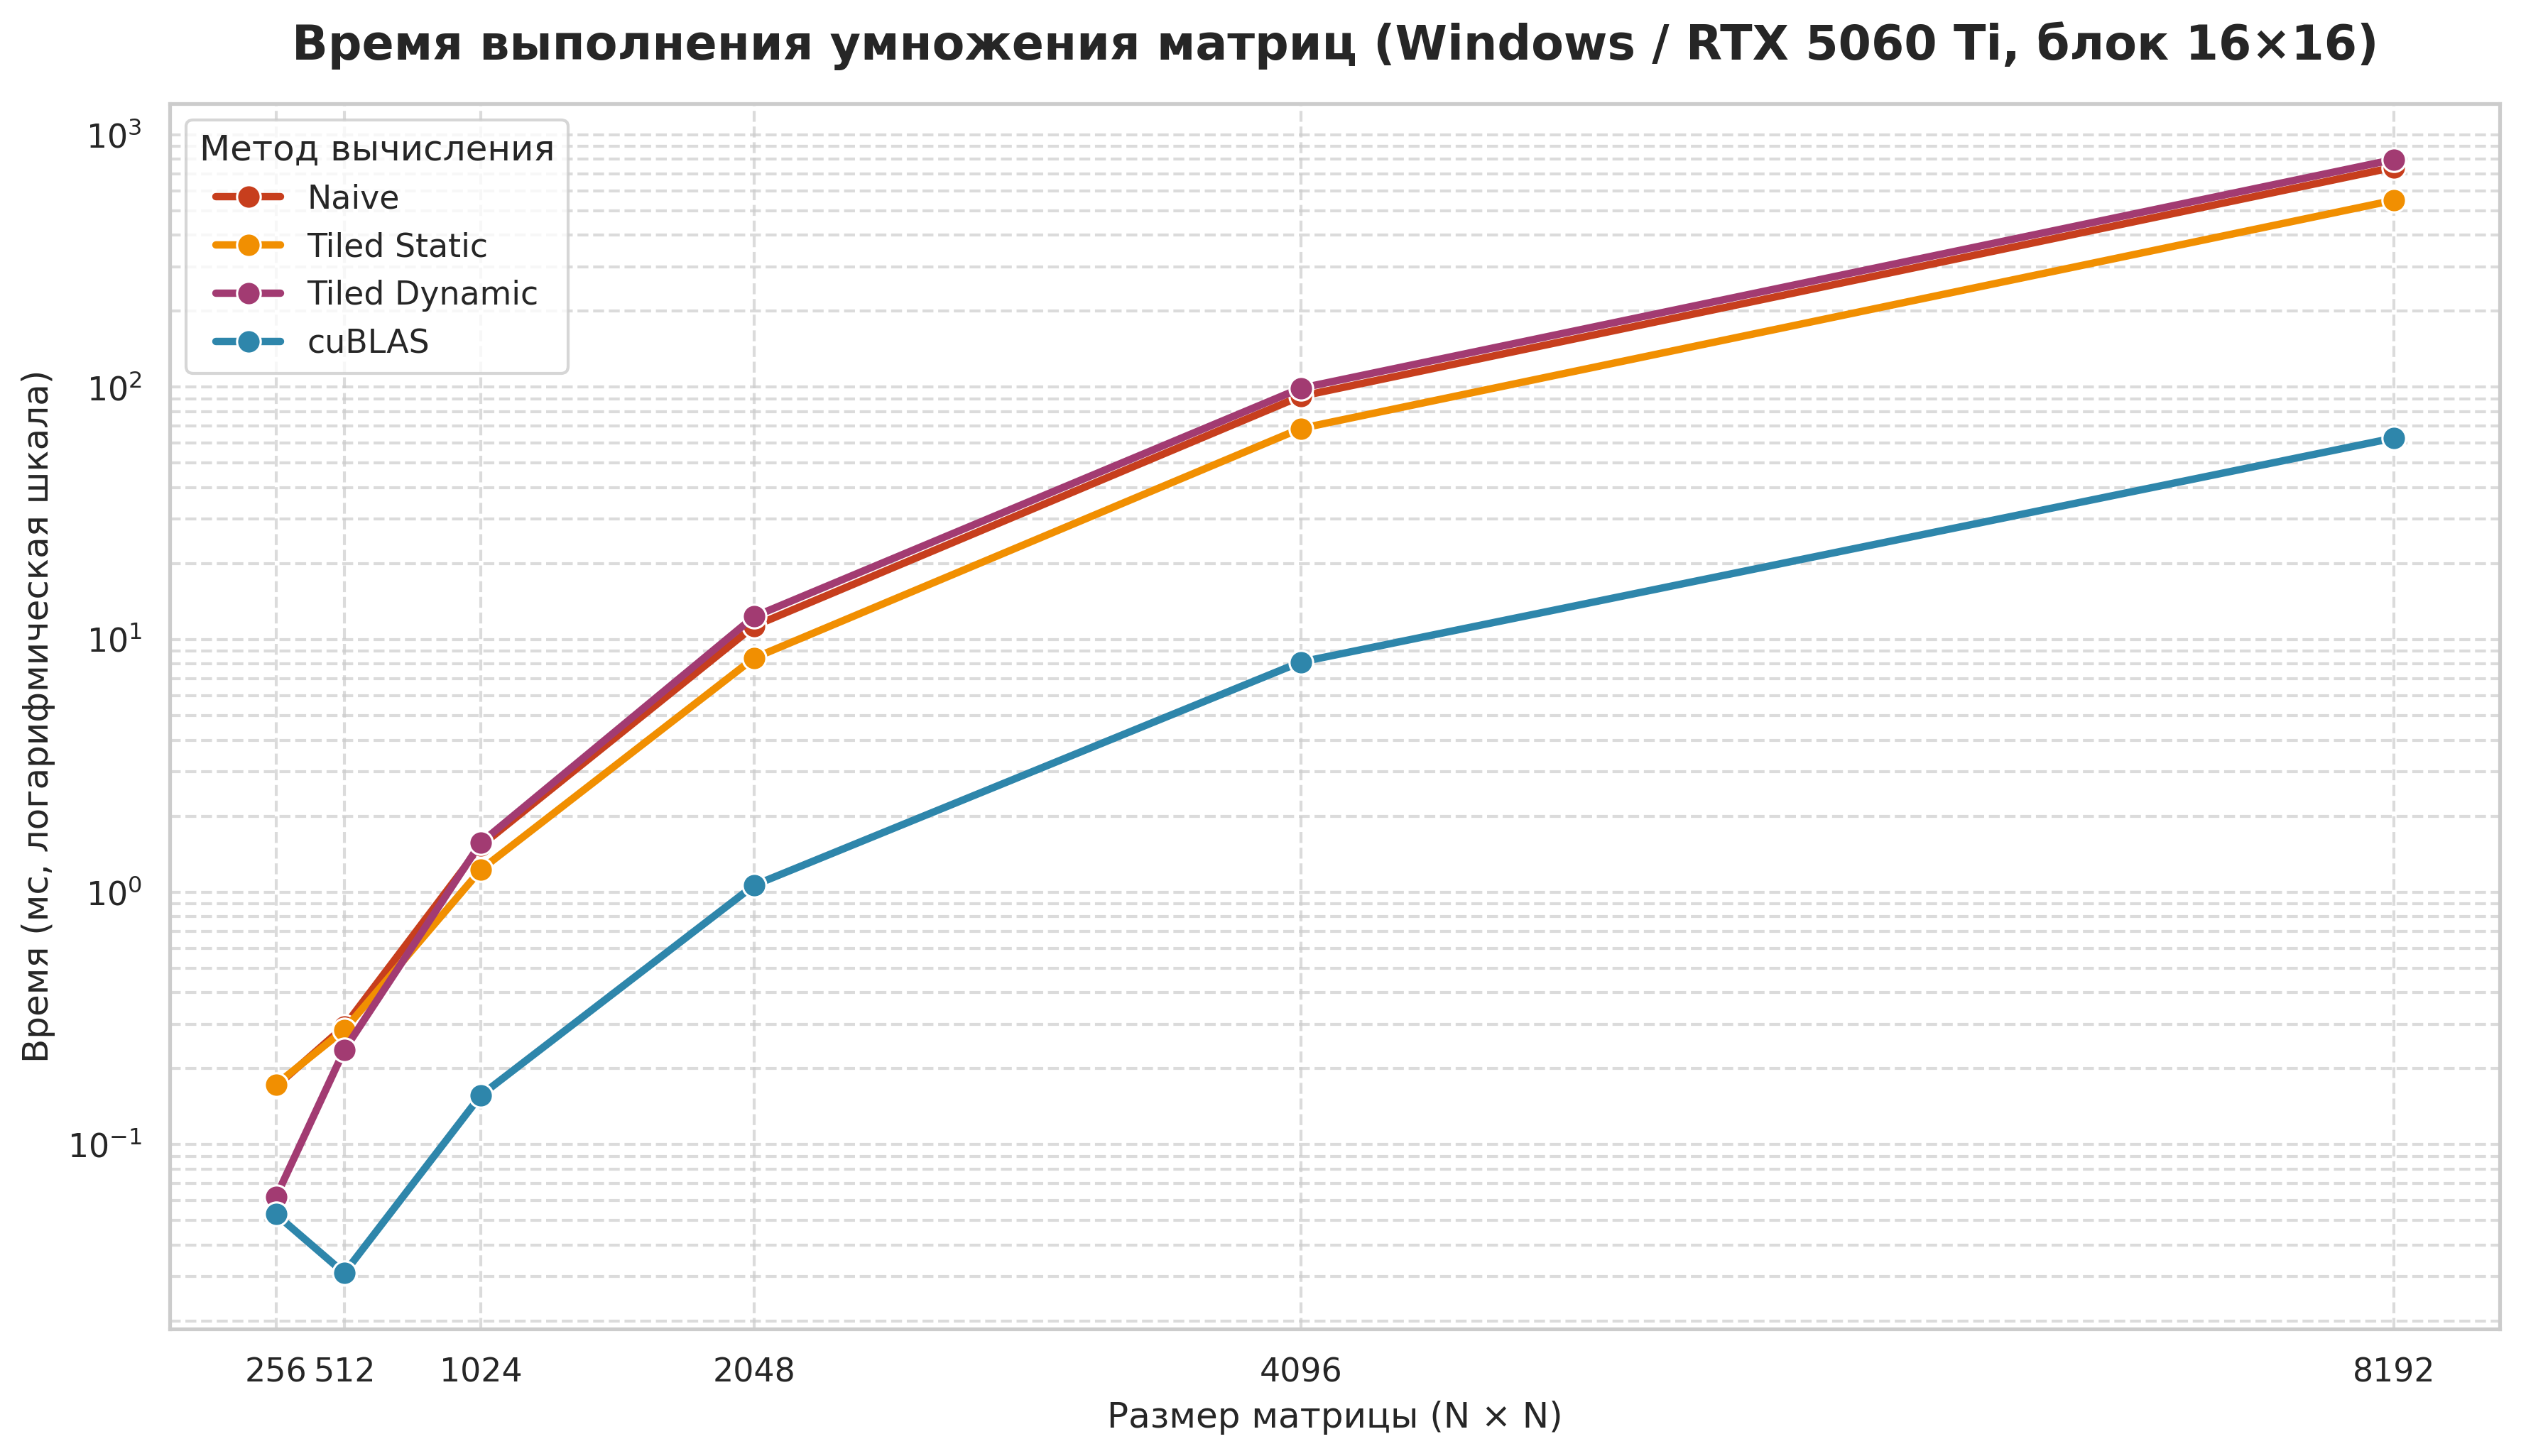 Время выполнения умножения матриц (Windows / RTX 5060 Ti, блок 16×16)
Метод вычисления
Naive
Tiled Static
Tiled Dynamic
cuBLAS
Время (мс, логарифмическая шкала)
10³
10²
10¹
10⁰
10⁻¹
256 512 1024 2048 4096 8192
Размер матрицы (N × N)